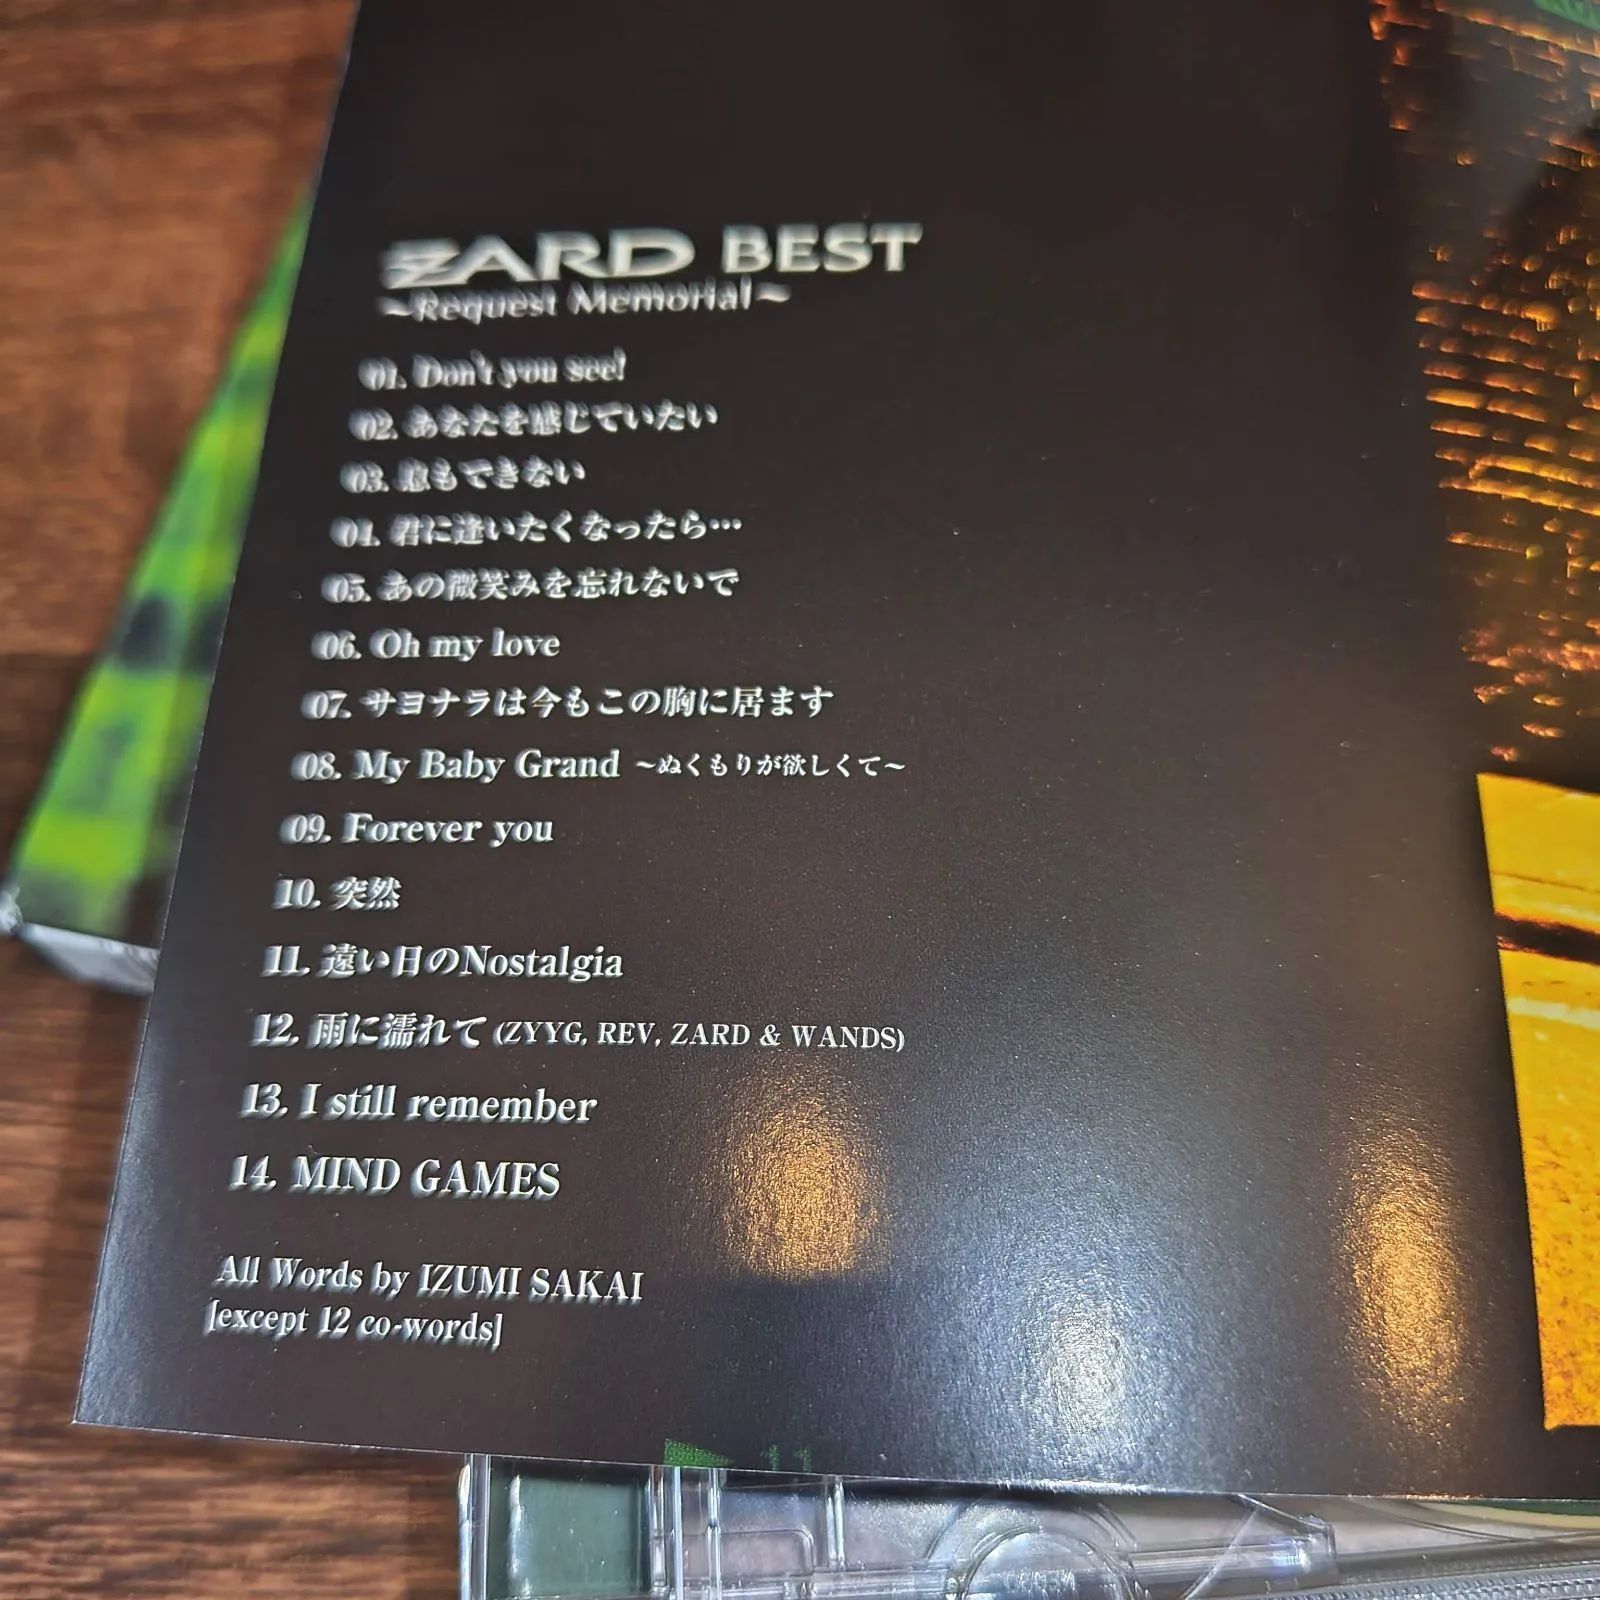 ZARD BEST
～Request Memorial～
01. Don't you see!
02. あなたを感じていたい
03. 息もできない
04. 君に逢いたくなったら…
05. あの微笑みを忘れないで
06. Oh my love
07. サヨナラは今もこの胸に居ます
08. My Baby Grand ～ぬくもりが欲しくて～
09. Forever you
10. 突然
11. 遠い日のNostalgia
12. 雨に濡れて (ZYYG, REV, ZARD & WANDS)
13. I still remember
14. MIND GAMES
All Words by IZUMI SAKAI
[except 12 co-words]